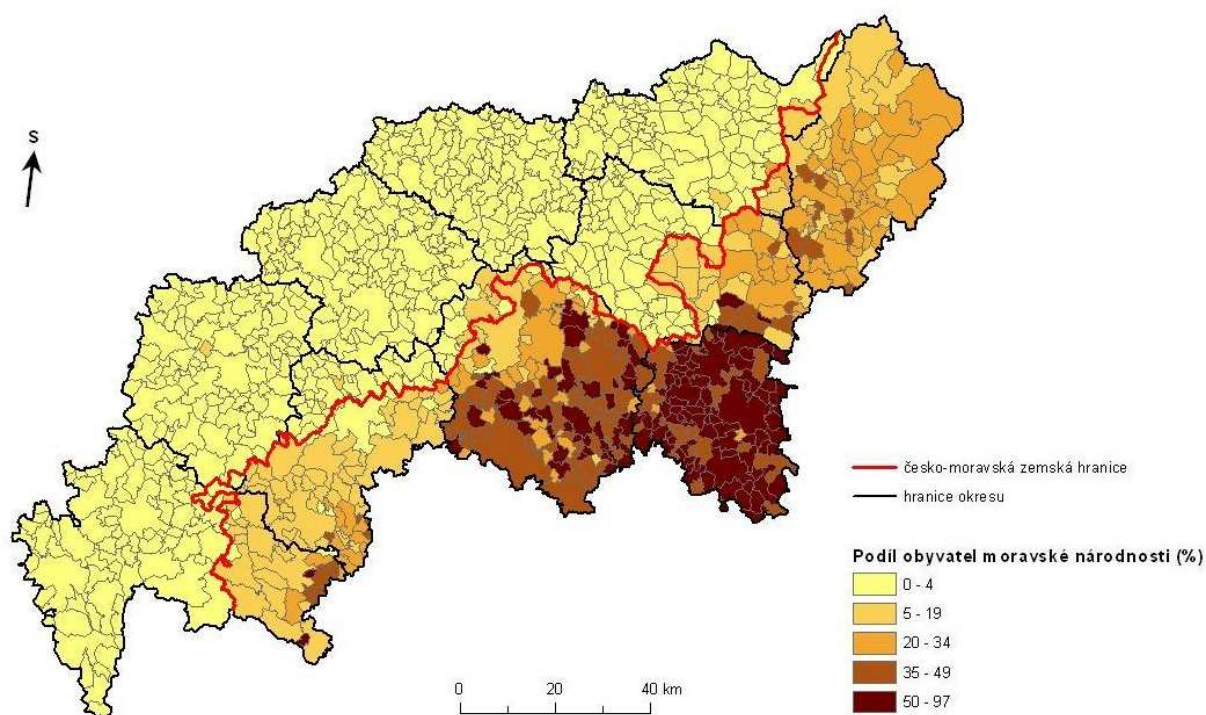 S
česko-moravská zemská hranice
hranice okresu
Podíl obyvatel moravské národnosti (%)
0 - 4
5 - 19
20 - 34
35 - 49
50 - 97
0 20 40 km